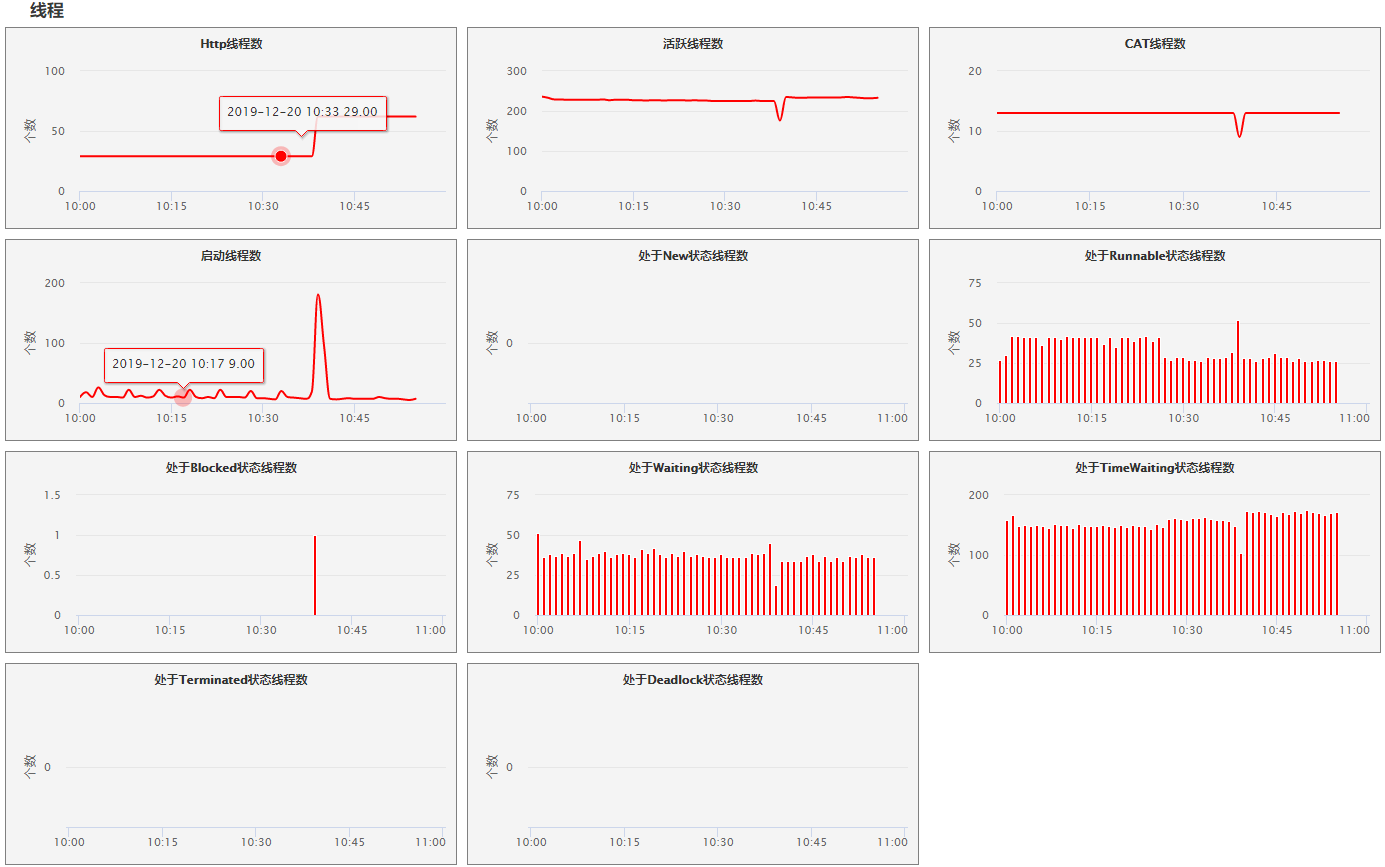 线程
Http线程数
100
50
0
个数
2019-12-20 10:33 29.00
10:00 10:15 10:30 10:45
活跃线程数
300
200
100
0
个数
10:00 10:15 10:30 10:45
CAT线程数
20
10
0
个数
10:00 10:15 10:30 10:45
启动线程数
200
100
0
个数
2019-12-20 10:17 9.00
10:00 10:15 10:30 10:45
处于New状态线程数
0
个数
10:00 10:15 10:30 10:45 11:00
处于Runnable状态线程数
75
50
25
0
个数
10:00 10:15 10:30 10:45 11:00
处于Blocked状态线程数
1.5
1
0.5
0
个数
10:00 10:15 10:30 10:45 11:00
处于Waiting状态线程数
75
50
25
0
个数
10:00 10:15 10:30 10:45 11:00
处于TimeWaiting状态线程数
200
100
0
个数
10:00 10:15 10:30 10:45 11:00
处于Terminated状态线程数
0
个数
10:00 10:15 10:30 10:45 11:00
处于Deadlock状态线程数
0
个数
10:00 10:15 10:30 10:45 11:00